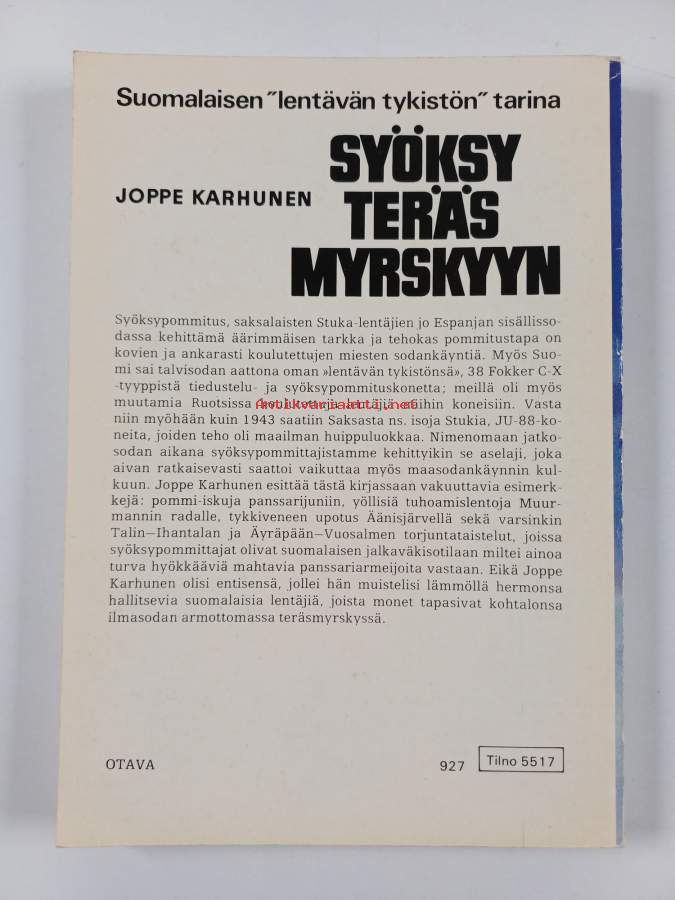 Suomalaisen ”lentävän tykistön” tarina
SYÖKSY
JOPPE KARHUNEN
TERÄS
MYRSKYYN
Syöksypommitus, saksalaisten Stuka-lentäjien jo Espanjan sisällisso-
dassa kehittämä äärimmäisen tarkka ja tehokas pommitustapa on
kovien ja ankarasti koulutettujen miesten sodankäyntiä. Myös Suo-
mi sai talvisodan aattona oman »lentävän tykistönsä», 38 Fokker C-X
-tyyppistä tiedustelu- ja syöksypommituskonetta; meillä oli myös
muutamia Ruotsissa koulutettuja lentäjiä näihin koneisiin. Vasta
antikvariaatti.net
niin myöhään kuin 1943 saatiin Saksasta ns. isoja Stukia, JU-88-ko-
neita, joiden teho oli maailman huippuluokkaa. Nimenomaan jatko-
sodan aikana syöksypommittajistamme kehittyikin se aselaji, joka
aivan ratkaisevasti saattoi vaikuttaa myös maasodankäynnin kul-
kuun. Joppe Karhunen esittää tästä kirjassaan vakuuttavia esimerk-
kejä: pommi-iskuja panssarijuniin, yöllisiä tuhoamislentoja Muur-
mannin radalle, tykkiveneen upotus Äänisjärvellä sekä varsinkin
Talin—Ihantalan ja Äyräpään—Vuosalmen torjuntataistelut, joissa
syöksypommittajat olivat suomalaisen jalkaväkisotilaan miltei ainoa
turva hyökkääviä mahtavia panssariarmeijoita vastaan. Eikä Joppe
Karhunen olisi entisensä, jollei hän muistelisi lämmöllä hermonsa
hallitsevia suomalaisia lentäjiä, joista monet tapasivat kohtalonsa
ilmasodan armottomassa teräsmyrskyssä.
OTAVA
927
Tilno 5517